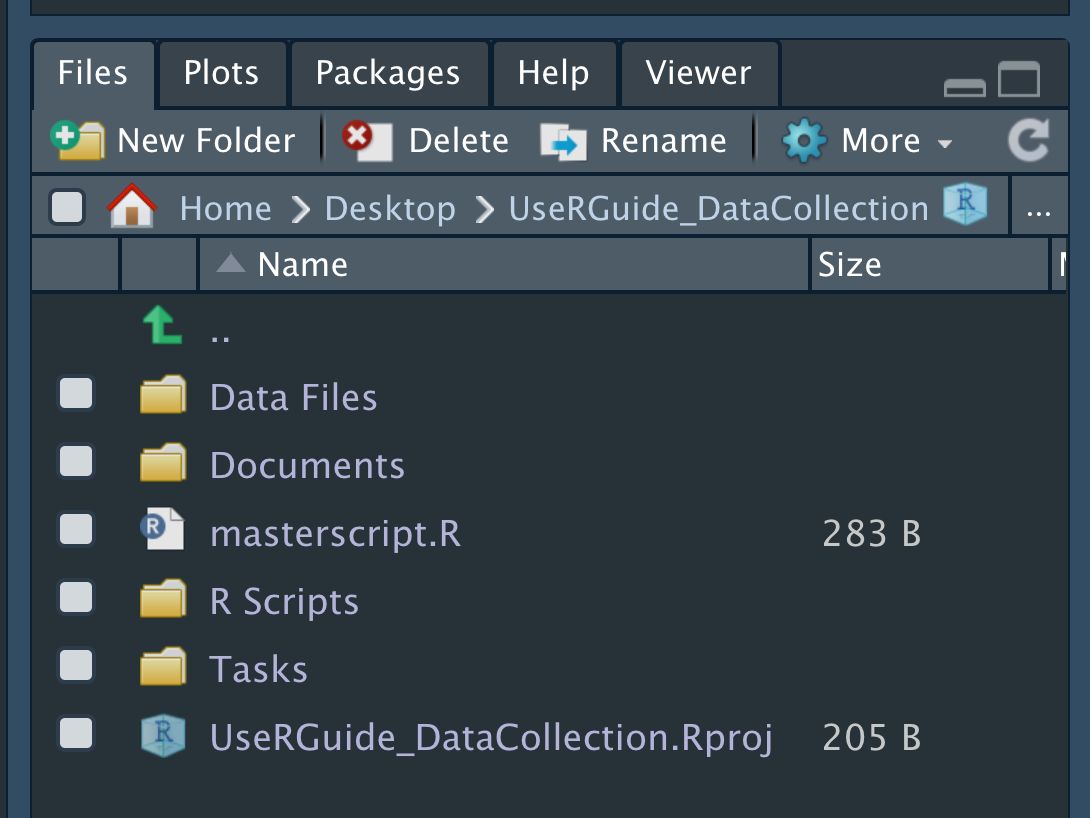 Files Plots Packages Help Viewer
New Folder Delete Rename More
Home Desktop UseRGuide_DataCollection R ...
Name Size
..
Data Files
Documents
R masterscript.R 283 B
R Scripts
Tasks
R UseRGuide_DataCollection.Rproj 205 B